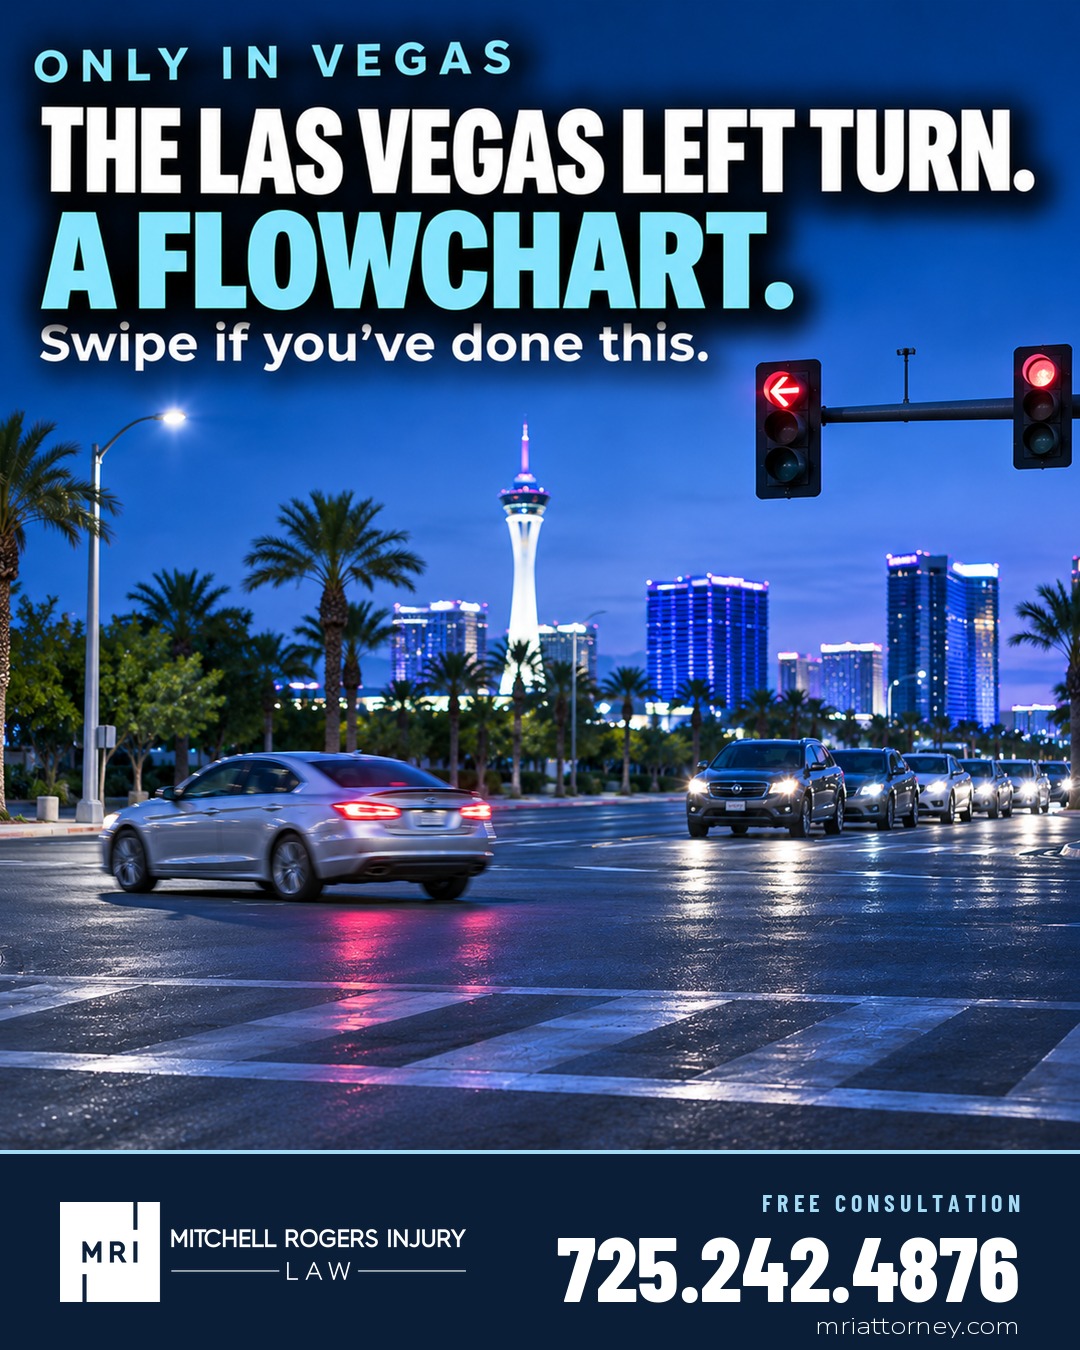 ONLY IN VEGAS
THE LAS VEGAS LEFT TURN.
A FLOWCHART.
Swipe if you’ve done this.
MRI
MITCHELL ROGERS INJURY
LAW
FREE CONSULTATION
725.242.4876
mriattorney.com